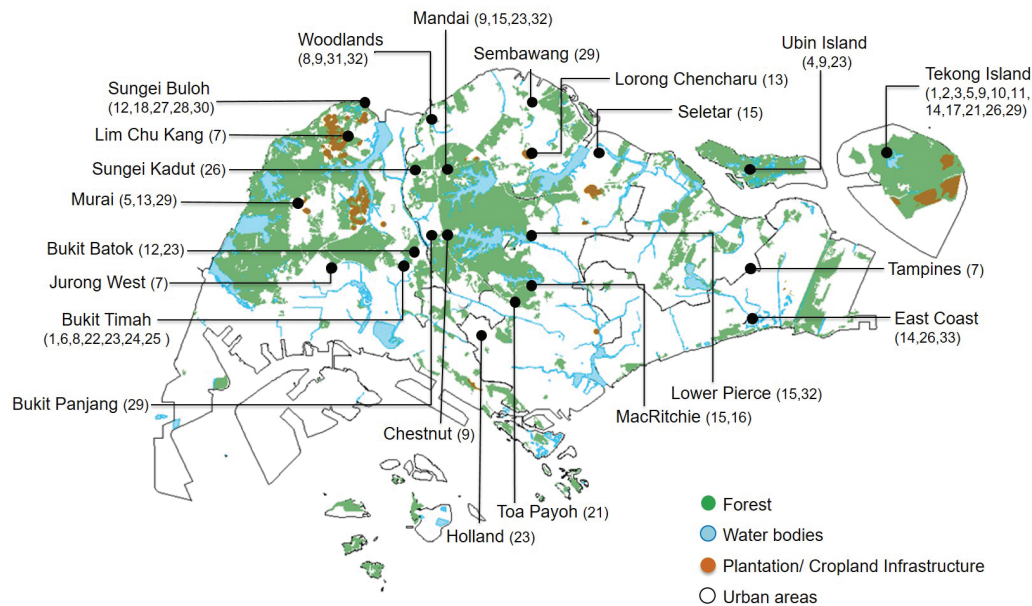 Mandai (9,15,23,32)
Woodlands
(8,9,31,32)
Sembawang (29)
Ubin Island
(4,9,23)
Lorong Chencharu (13)
Tekong Island
(1,2,3,5,9,10,11,
14,17,21,26,29)
Sungei Buloh
(12,18,27,28,30)
Seletar (15)
Lim Chu Kang (7)
Sungei Kadut (26)
Murai (5,13,29)
Bukit Batok (12,23)
Tampines (7)
Jurong West (7)
Bukit Timah
(1,6,8,22,23,24,25)
East Coast
(14,26,33)
Lower Pierce (15,32)
Bukit Panjang (29)
MacRitchie (15,16)
Chestnut (9)
Toa Payoh (21)
Holland (23)
Forest
Water bodies
Plantation/ Cropland Infrastructure
Urban areas